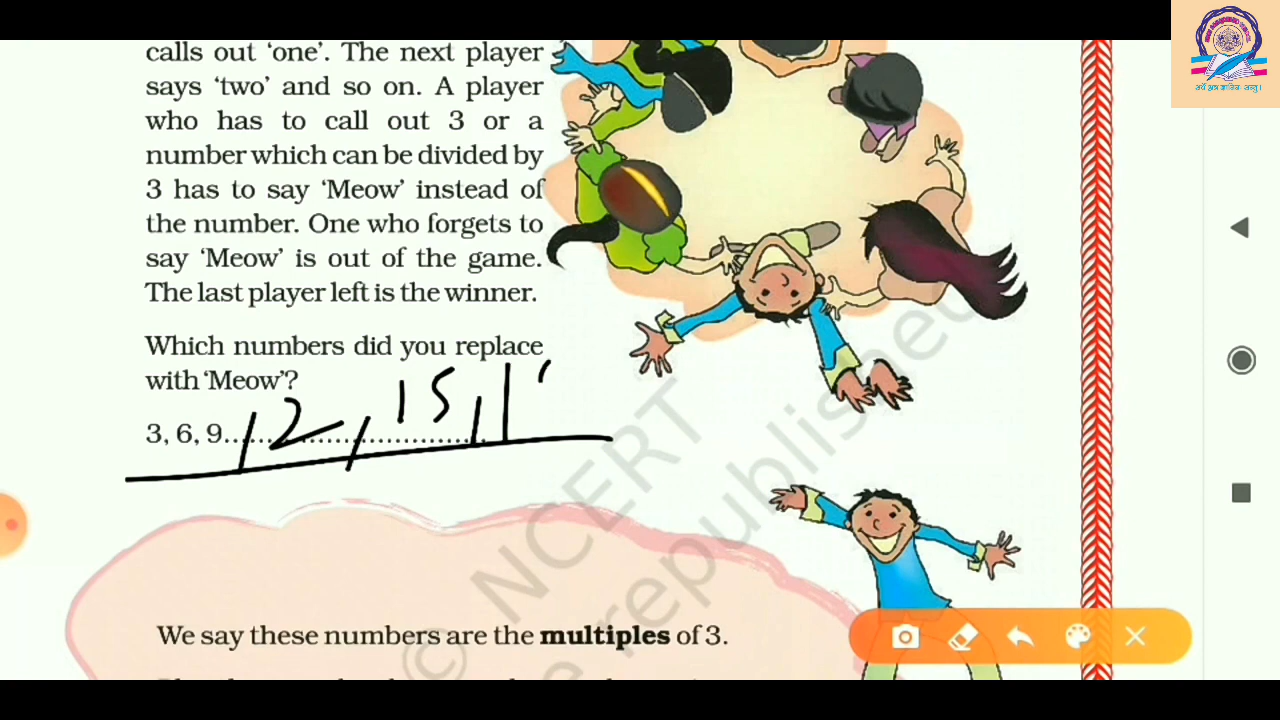 calls out ‘one’. The next player
says ‘two’ and so on. A player
who has to call out 3 or a
number which can be divided by
3 has to say ‘Meow’ instead of
the number. One who forgets to
say ‘Meow’ is out of the game.
The last player left is the winner.
Which numbers did you replace
with ‘Meow’?
3, 6, 9.............................................
, 12, 15, 1
© NCERT
republished
We say these numbers are the multiples of 3.